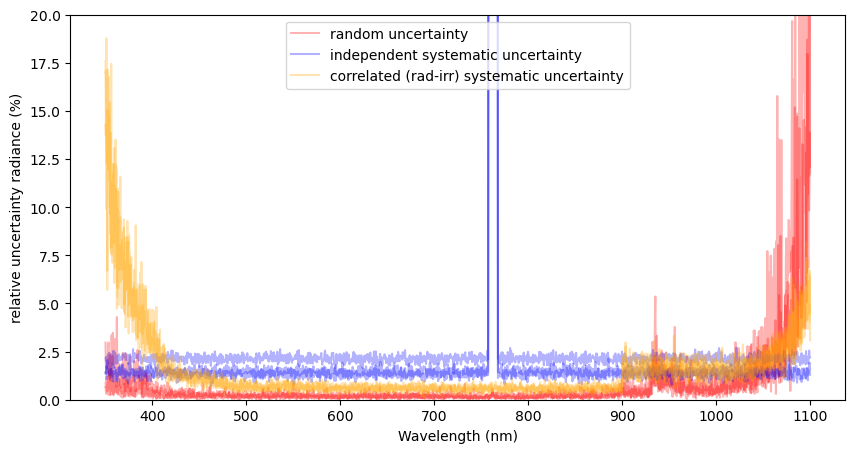 random uncertainty
independent systematic uncertainty
correlated (rad-irr) systematic uncertainty
relative uncertainty radiance (%)
20.0
17.5
15.0
12.5
10.0
7.5
5.0
2.5
0.0
400 500 600 700 800 900 1000 1100
Wavelength (nm)